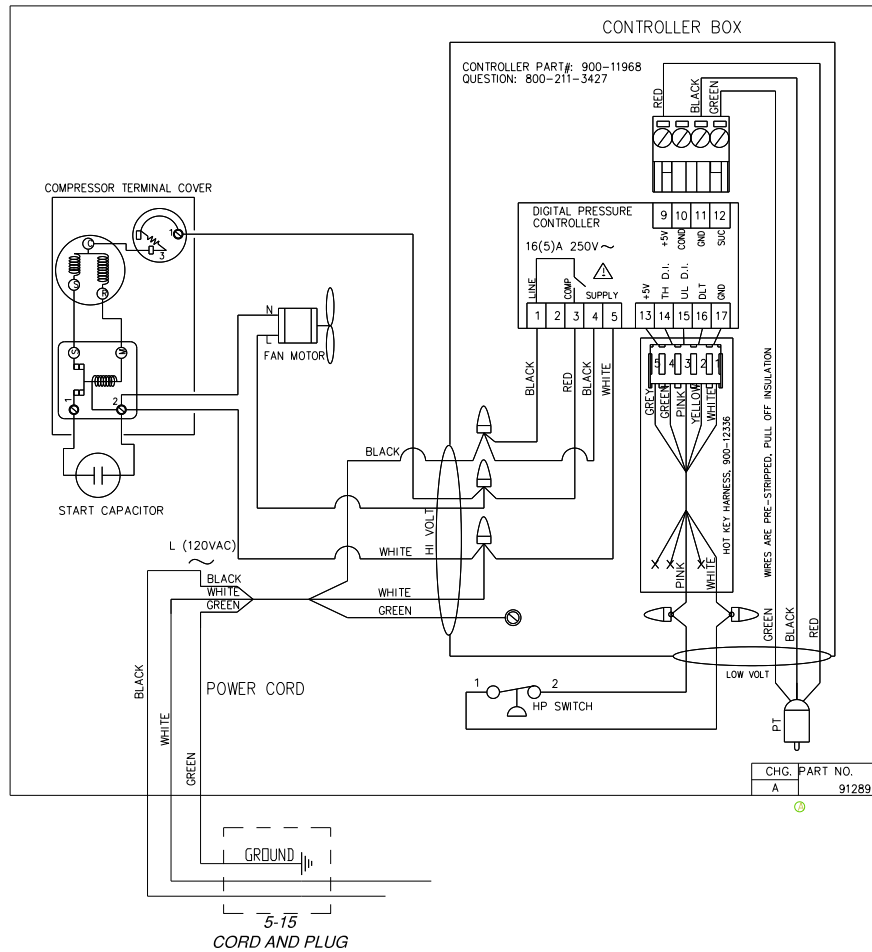 CONTROLLER BOX
CONTROLLER PART#: 900-11968
QUESTION: 800-211-3427
RED
BLACK
GREEN
COMPRESSOR TERMINAL COVER
1
3
C
S
R
S
W
1
2
START CAPACITOR
N
L
FAN MOTOR
DIGITAL PRESSURE
CONTROLLER
16(5)A 250V~
9 10 11 12
+5V
COND
GND
SUC
LINE
COMP
SUPPLY
1 2 3 4 5
+5V
TH D.I.
UL D.I.
DLT
GND
13 14 15 16 17
5 4 3 2 1
BLACK
RED
BLACK
WHITE
GREY
GREEN
PINK
YELLOW
WHITE
HOT KEY HARNESS, 900-12336
WIRES ARE PRE-STRIPPED, PULL OFF INSULATION
BLACK
HI VOLT
WHITE
PINK
WHITE
L (120VAC)
BLACK
WHITE
GREEN
WHITE
GREEN
GREEN
BLACK
RED
LOW VOLT
1
2
HP SWITCH
PT
POWER CORD
BLACK
WHITE
GREEN
CHG.
PART NO.
A
91289
A
GROUND
5-15
CORD AND PLUG